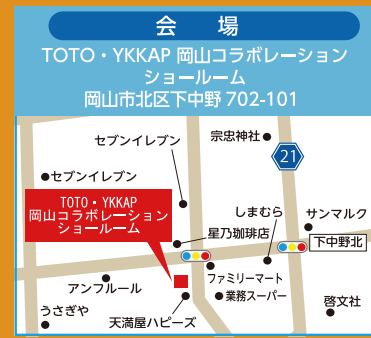 会 場
TOTO・YKKAP 岡山コラボレーション
ショールーム
岡山市北区下中野 702-101
セブンイレブン
宗忠神社
21
セブンイレブン
TOTO・YKKAP
岡山コラボレーション
ショールーム
しまむら
サンマルク
星乃珈琲店
下中野北
アンフルール
ファミリーマート
業務スーパー
うさぎや
天満屋ハピーズ
啓文社